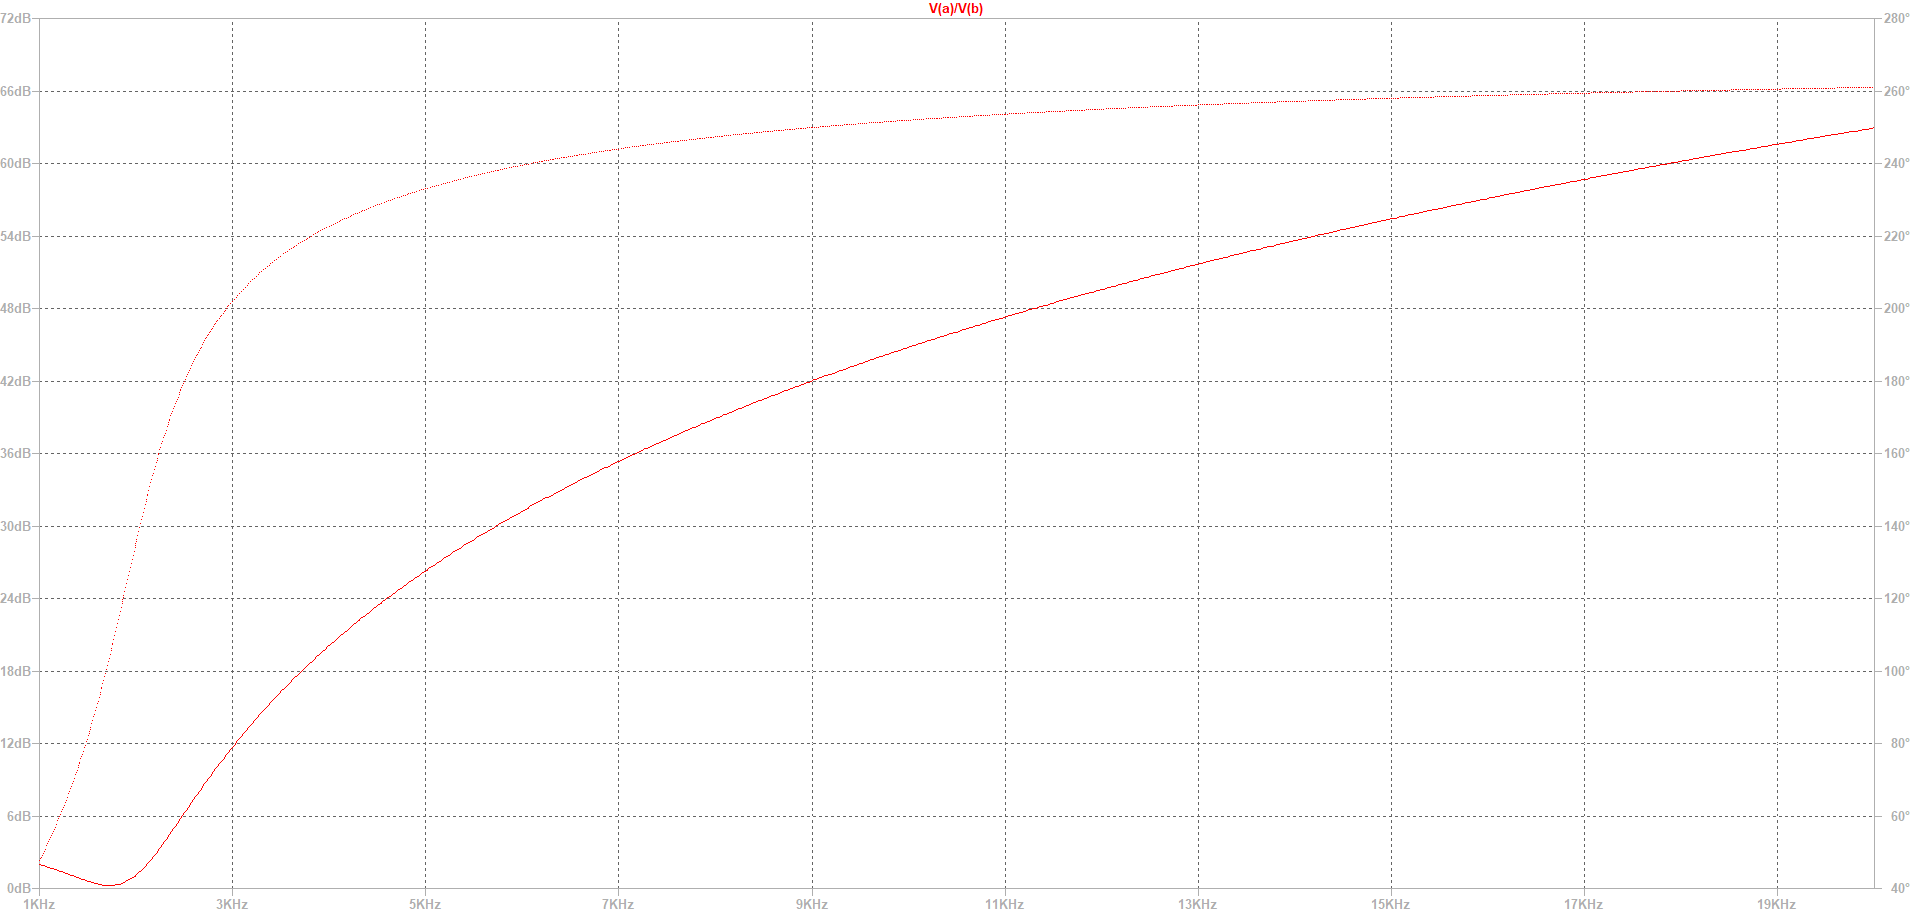 V(a)/V(b)
72dB 280°
66dB 260°
60dB 240°
54dB 220°
48dB 200°
42dB 180°
36dB 160°
30dB 140°
24dB 120°
18dB 100°
12dB 80°
6dB 60°
0dB 40°
1KHz 3KHz 5KHz 7KHz 9KHz 11KHz 13KHz 15KHz 17KHz 19KHz